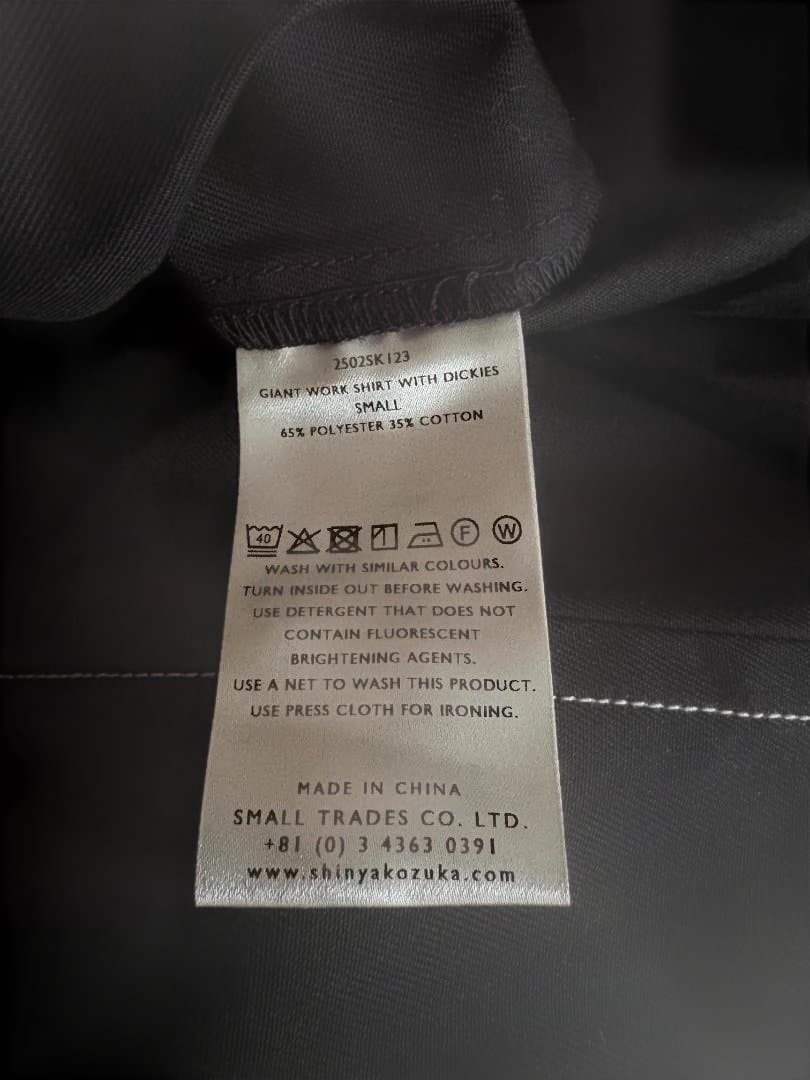 2502SK123
GIANT WORK SHIRT WITH DICKIES
SMALL
65% POLYESTER 35% COTTON
40 F W
WASH WITH SIMILAR COLOURS.
TURN INSIDE OUT BEFORE WASHING.
USE DETERGENT THAT DOES NOT
CONTAIN FLUORESCENT
BRIGHTENING AGENTS.
USE A NET TO WASH THIS PRODUCT.
USE PRESS CLOTH FOR IRONING.
MADE IN CHINA
SMALL TRADES CO. LTD.
+81 (0) 3 4363 0391
www.shinyakozuka.com